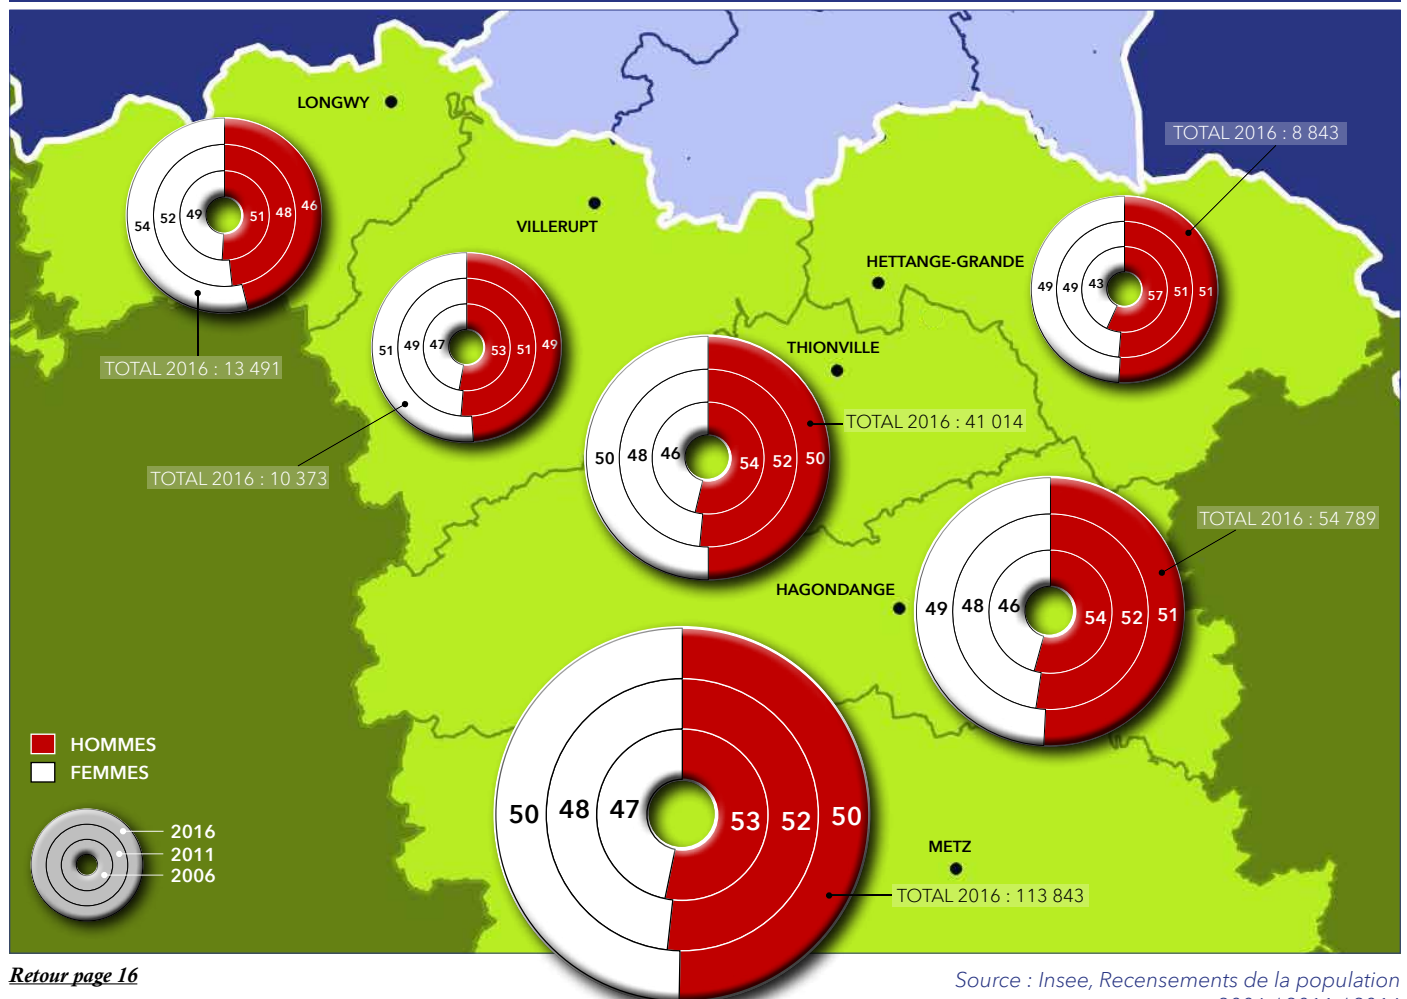 LONGWY
TOTAL 2016 : 8 843
54 52 49 51 48 46
VILLERUPT
HETTANGE-GRANDE
49 49 43 57 51 51
THIONVILLE
51 49 47 53 51 49
TOTAL 2016 : 13 491
TOTAL 2016 : 41 014
50 48 46 54 52 50
TOTAL 2016 : 10 373
TOTAL 2016 : 54 789
HAGONDANGE
49 48 46 54 52 51
HOMMES
FEMMES
50 48 47 53 52 50
2016
2011
2006
METZ
TOTAL 2016 : 113 843
Retour page 16
Source : Insee, Recensements de la population